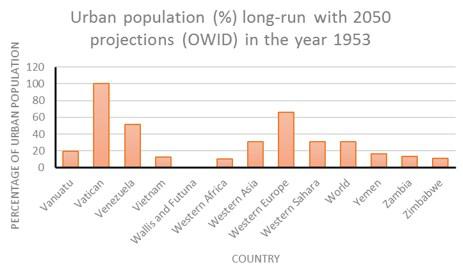 Urban population (%) long-run with 2050
projections (OWID) in the year 1953
PERCENTAGE OF URBAN POPULATION
120
100
80
60
40
20
0
Vanuatu
Vatican
Venezuela
Vietnam
Wallis and Futuna
Western Africa
Western Asia
Western Europe
Western Sahara
World
Yemen
Zambia
Zimbabwe
COUNTRY